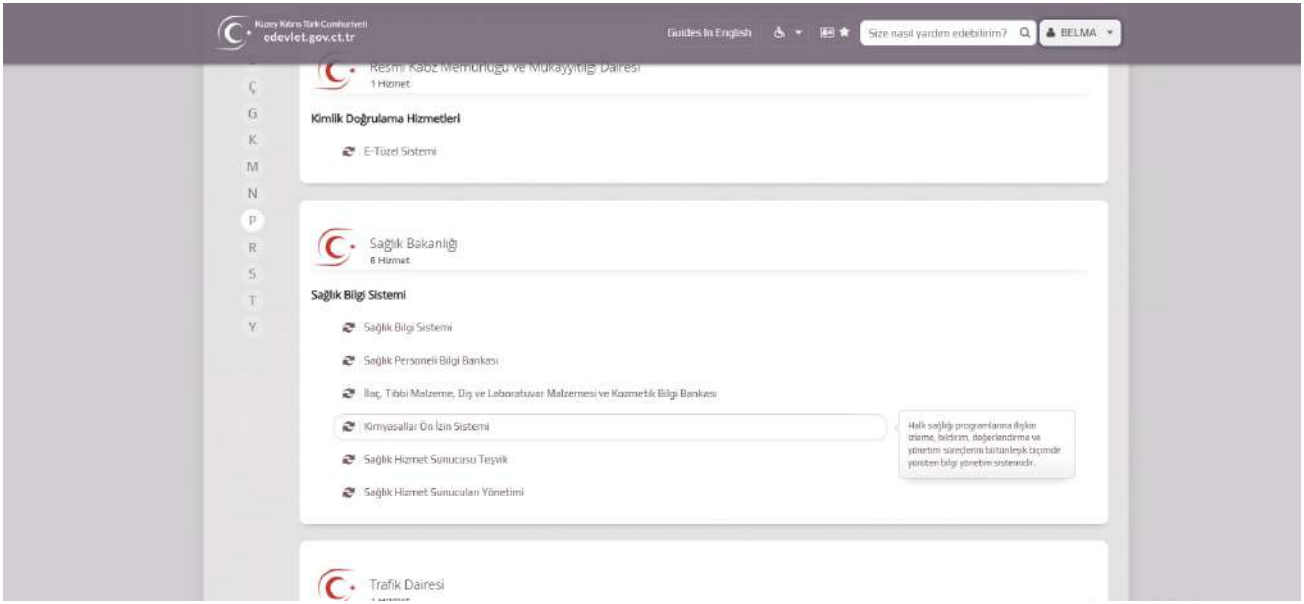 Kuzey Kıbrıs Türk Cumhuriyeti
edevlet.gov.ct.tr
Guides In English
Size nasıl yardım edebilirim?
BELMA
Resmi Kabz Memurluğu ve Mukayyitliği Dairesi
1 Hizmet
Kimlik Doğrulama Hizmetleri
E-Tüzel Sistemi
Ç
G
K
M
N
P
R
S
T
Y
Sağlık Bakanlığı
6 Hizmet
Sağlık Bilgi Sistemi
Sağlık Bilgi Sistemi
Sağlık Personeli Bilgi Bankası
İlaç, Tıbbi Malzeme, Diş ve Laboratuvar Malzemesi ve Kozmetik Bilgi Bankası
Kimyasallar Ön İzin Sistemi
Halk sağlığı programlarına ilişkin
izleme, bildirim, değerlendirme ve
yönetim süreçlerini bütünleşik biçimde
yürüten bilgi yönetim sistemidir.
Sağlık Hizmet Sunucusu Teşvik
Sağlık Hizmet Sunucuları Yönetimi
Trafik Dairesi